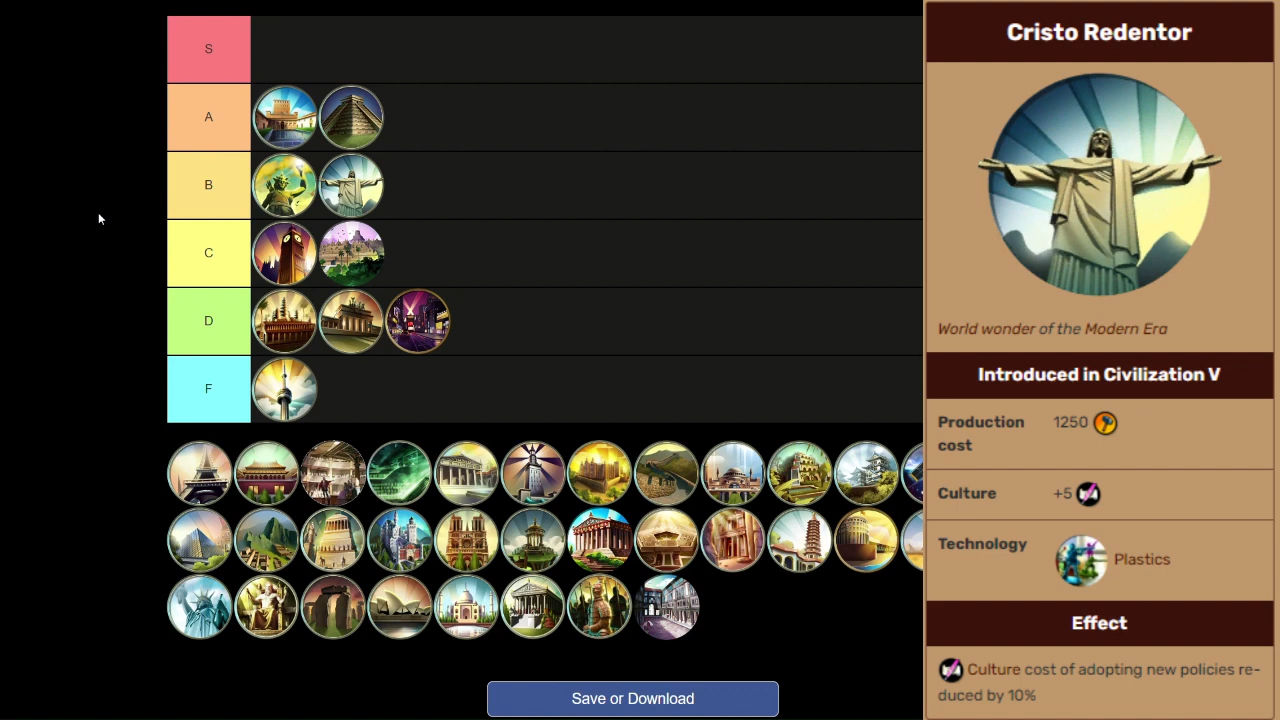 S
A
B
C
D
F
Save or Download
Cristo Redentor
World wonder of the Modern Era
Introduced in Civilization V
Production
cost
1250
Culture
+5
Technology
Plastics
Effect
Culture cost of adopting new policies re-
duced by 10%